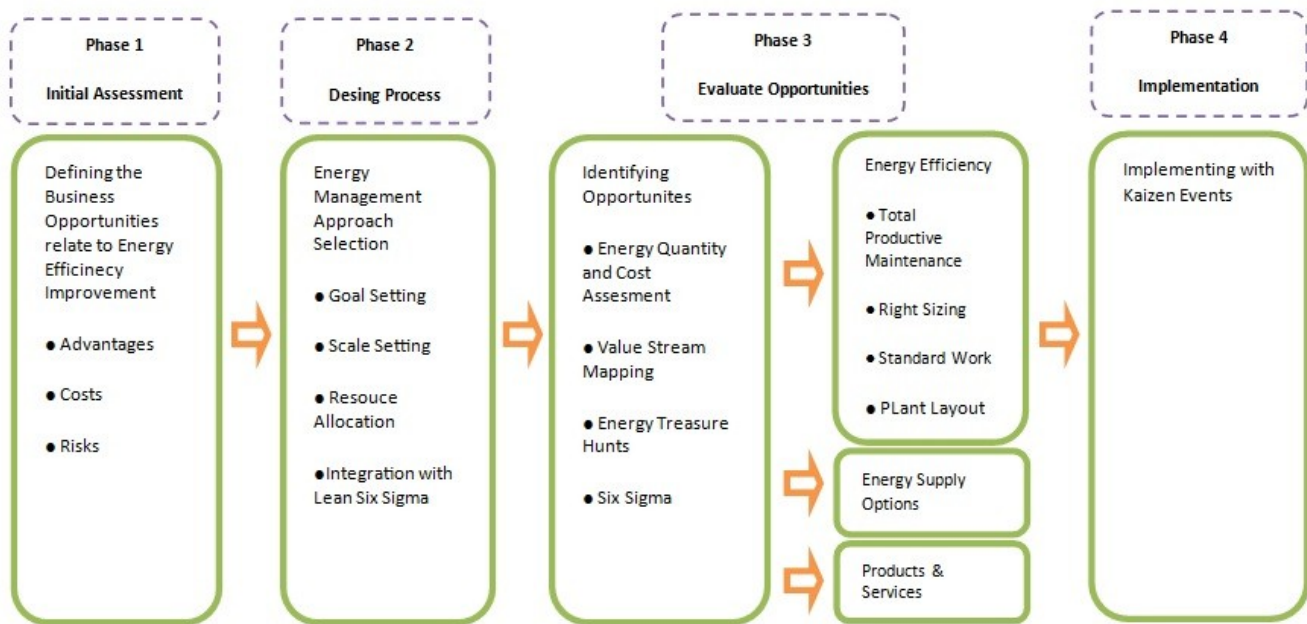 Phase 1
Initial Assessment
Phase 2
Desing Process
Phase 3
Evaluate Opportunities
Phase 4
Implementation
Defining the
Business
Opportunities
relate to Energy
Efficinecy
Improvement
● Advantages
● Costs
● Risks
Energy
Management
Approach
Selection
● Goal Setting
● Scale Setting
● Resouce
Allocation
●Integration with
Lean Six Sigma
Identifying
Opportunites
● Energy Quantity
and Cost
Assesment
● Value Stream
Mapping
● Energy Treasure
Hunts
● Six Sigma
Energy Efficiency
● Total
Productive
Maintenance
● Right Sizing
● Standard Work
● PLant Layout
Energy Supply
Options
Products &
Services
Implementing with
Kaizen Events